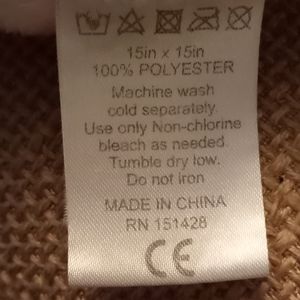 15in x 15in
100% POLYESTER
Machine wash
cold separately.
Use only Non-chlorine
bleach as needed.
Tumble dry low.
Do not Iron
MADE IN CHINA
RN 151428
CE